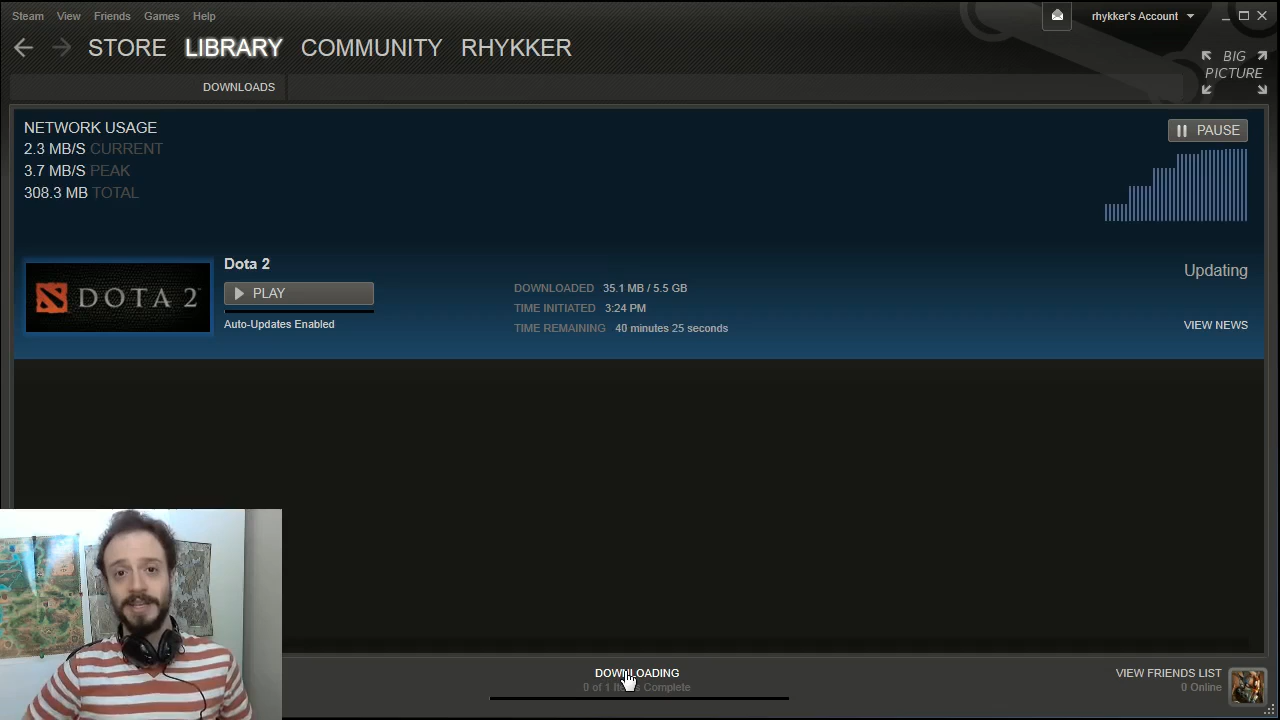 Steam View Friends Games Help
rhykker's Account
STORE LIBRARY COMMUNITY RHYKKER
BIG PICTURE
DOWNLOADS
NETWORK USAGE
2.3 MB/S CURRENT
3.7 MB/S PEAK
308.3 MB TOTAL
PAUSE
DOTA 2™
Dota 2
PLAY
Auto-Updates Enabled
DOWNLOADED 35.1 MB / 5.5 GB
TIME INITIATED 3:24 PM
TIME REMAINING 40 minutes 25 seconds
Updating
VIEW NEWS
DOWNLOADING
0 of 1 Items Complete
VIEW FRIENDS LIST
0 Online